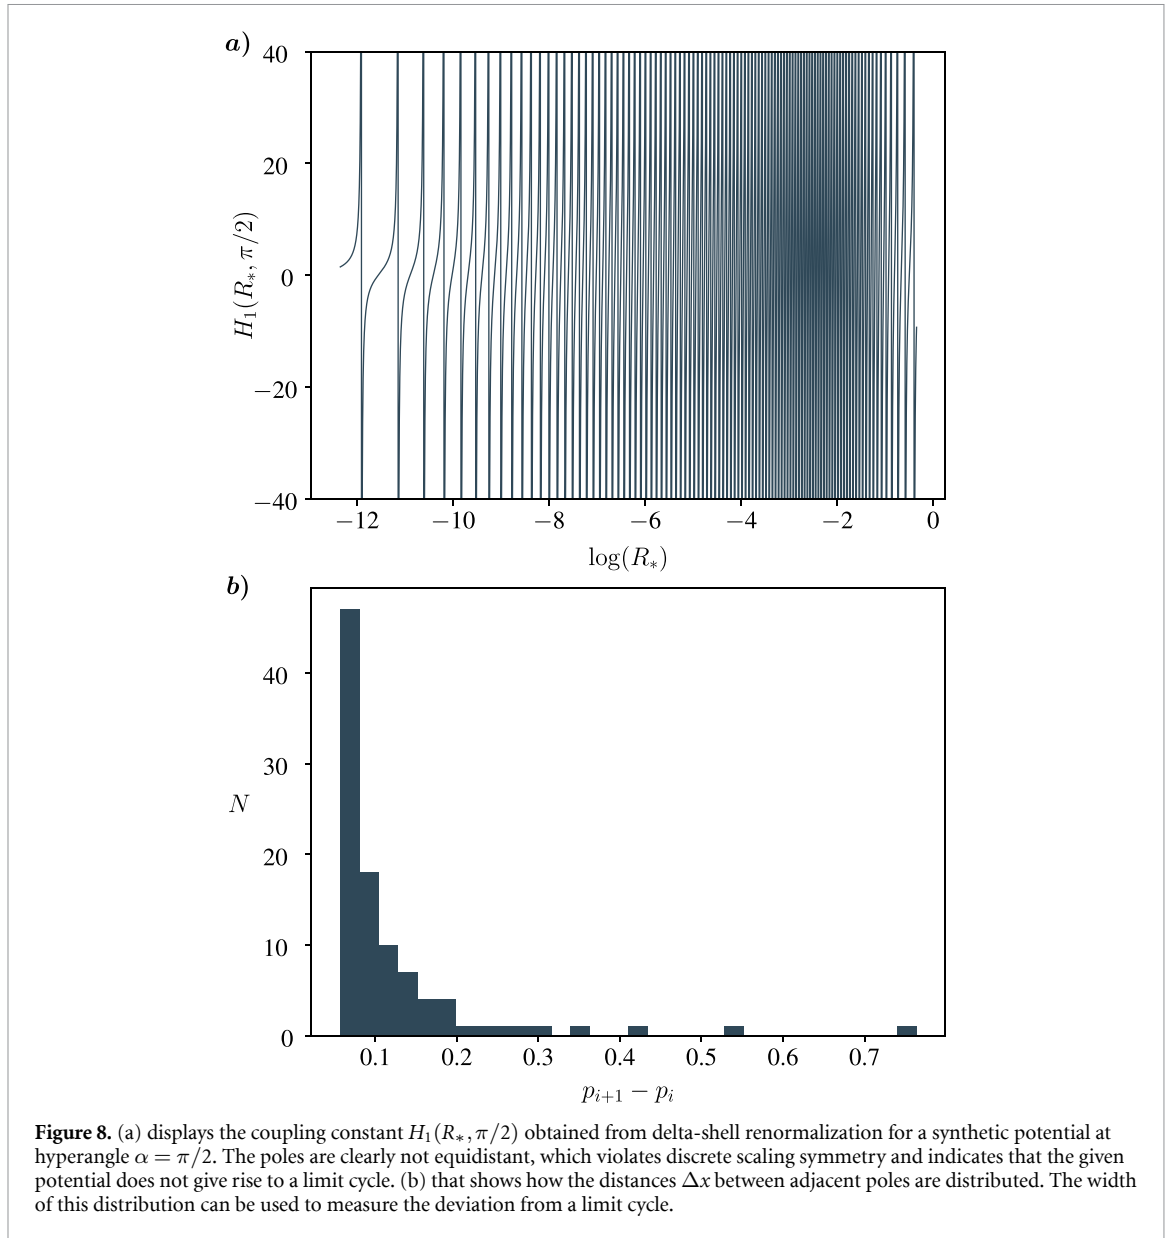 a)
40
20
0
−20
−40
H₁(R∗, π/2)
−12 −10 −8 −6 −4 −2 0
log(R∗)
b)
40
30
20
10
0
N
0.1 0.2 0.3 0.4 0.5 0.6 0.7
pᵢ₊₁ − pᵢ
Figure 8. (a) displays the coupling constant H₁(R∗, π/2) obtained from delta-shell renormalization for a synthetic potential at
hyperangle α = π/2. The poles are clearly not equidistant, which violates discrete scaling symmetry and indicates that the given
potential does not give rise to a limit cycle. (b) that shows how the distances Δx between adjacent poles are distributed. The width
of this distribution can be used to measure the deviation from a limit cycle.